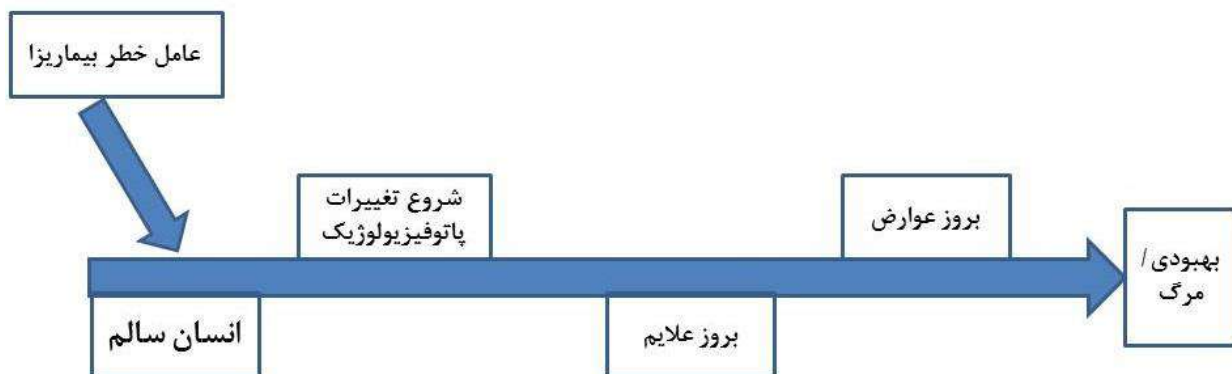 عامل خطر بیماریزا
شروع تغییرات
پاتوفیزیولوژیک
بروز عوارض
بهبودی /
مرگ
انسان سالم
بروز علایم